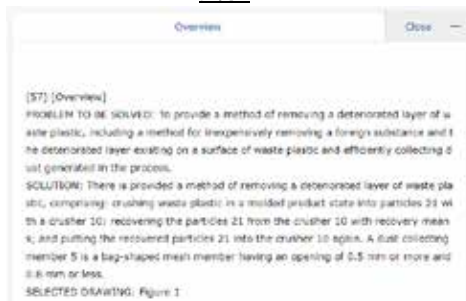 Overview
Close —
[57] [Overview]
PROBLEM TO BE SOLVED: To provide a method of removing a deteriorated layer of w
aste plastic, including a method for inexpensively removing a foreign substance and t
he deteriorated layer existing on a surface of waste plastic and efficiently collecting d
ust generated in the process.
SOLUTION: There is provided a method of removing a deteriorated layer of waste pla
stic, comprising: crushing waste plastic in a molded product state into particles 21 wi
th a crusher 10; recovering the particles 21 from the crusher 10 with recovery mean
s; and putting the recovered particles 21 into the crusher 10 again. A dust collecting
member 5 is a bag-shaped mesh member having an opening of 0.5 mm or more and
0.8 mm or less.
SELECTED DRAWING: Figure 1